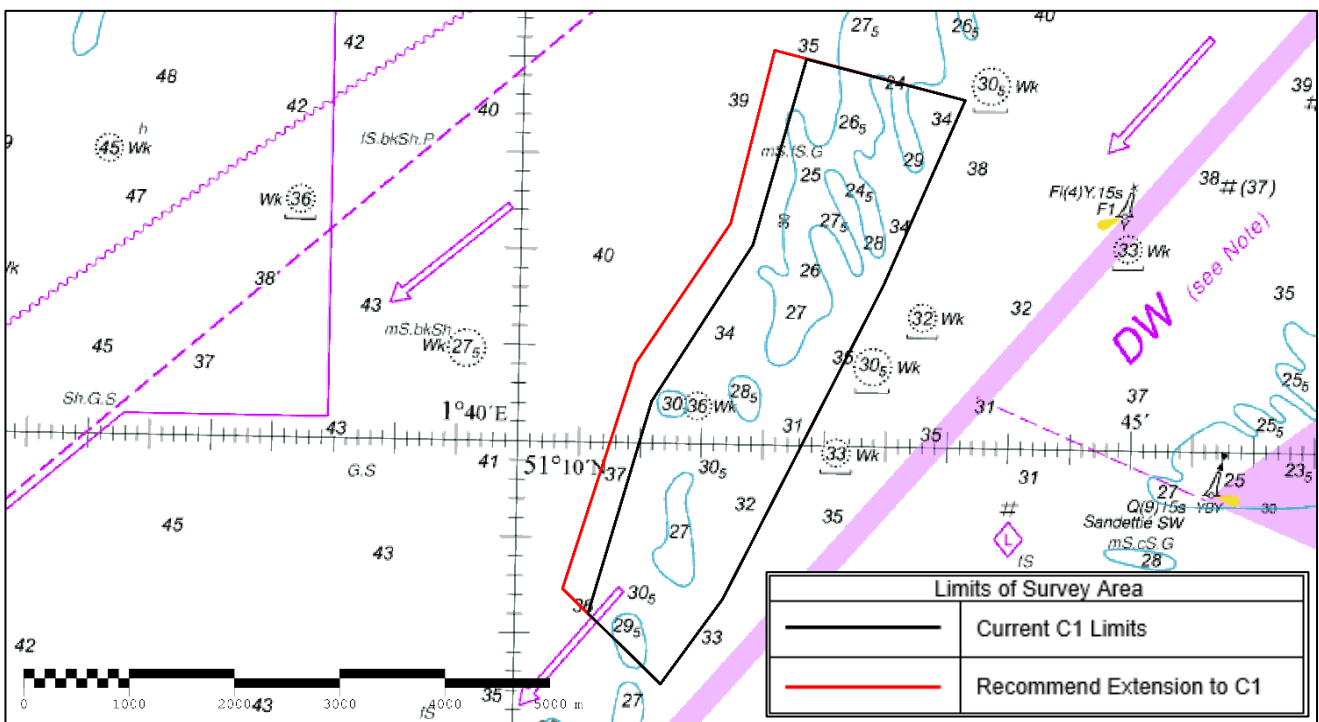 42
40
27₅
26₅
35
48
42
40
39
24
30₅ Wk
39
34
h
45 Wk
fS.bkSh.P
26₅
mS.fS.G
29
38
25
47
Wk 36
24₅
38 # (37)
Fl(4)Y.15s
F1
27₅
34
28
33 Wk
40
26
DW (see Note)
38
43
27
32
35
mS.bkSh
Wk 27₅
34
32 Wk
45
37
36
30₅ Wk
25₅
Sh.G.S
1°40′E
30
36 Wk
28₅
31
37
45′
43
31
35
25₅
41
51°10′N
G.S
37
30₅
33 Wk
31
23₅
25
27
30
Q(9)15s YBY
Sandettié SW
mS.cS.G
45
32
35
#
L
fS
28
43
27
36
30₅
29₅
33
42
27
35
fS
43
0 1000 2000 3000 4000 5000 m
Limits of Survey Area
Current C1 Limits
Recommend Extension to C1